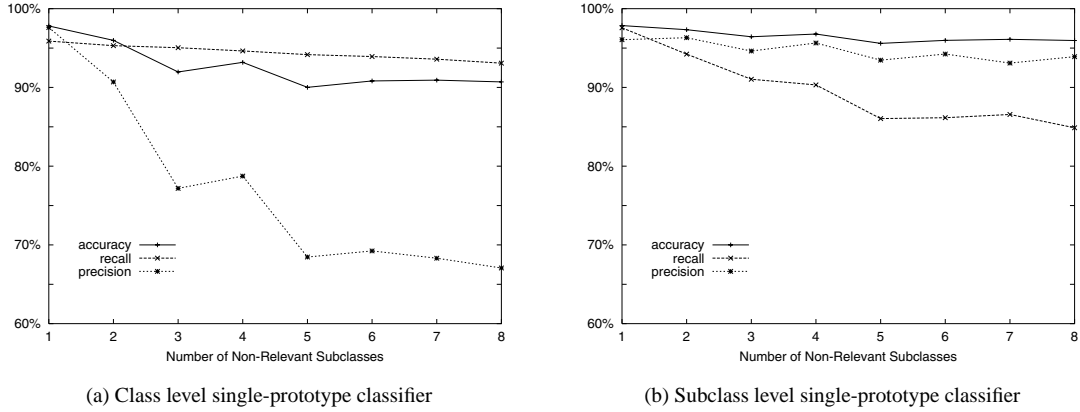 100%
90%
80%
70%
60%
accuracy
recall
precision
1 2 3 4 5 6 7 8
Number of Non-Relevant Subclasses
(a) Class level single-prototype classifier
100%
90%
80%
70%
60%
accuracy
recall
precision
1 2 3 4 5 6 7 8
Number of Non-Relevant Subclasses
(b) Subclass level single-prototype classifier